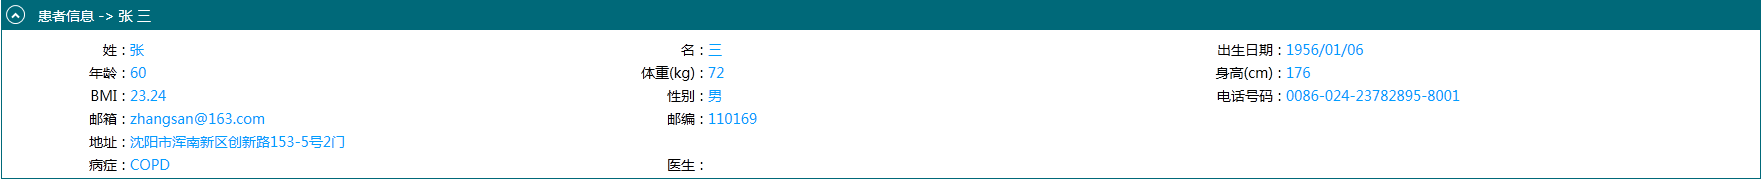 患者信息 -> 张 三
姓 : 张 名 : 三 出生日期 : 1956/01/06
年龄 : 60 体重(kg) : 72 身高(cm) : 176
BMI : 23.24 性别 : 男 电话号码 : 0086-024-23782895-8001
邮箱 : zhangsan@163.com 邮编 : 110169
地址 : 沈阳市浑南新区创新路153-5号2门
病症 : COPD 医生 :